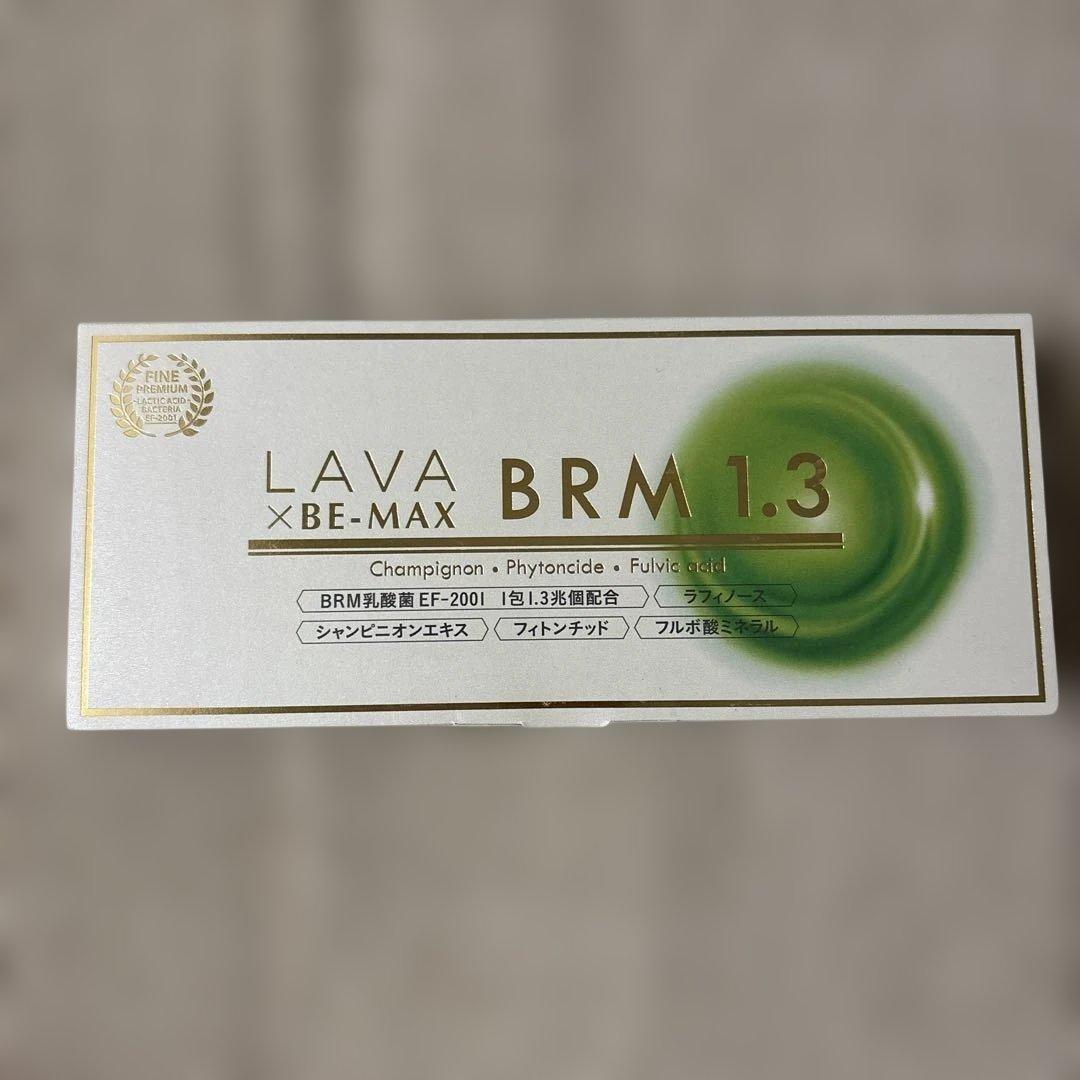 FINE
PREMIUM
-LACTIC ACID-
BACTERIA
EF-2001
LAVA
×BE-MAX
BRM 1.3
Champignon • Phytoncide • Fulvic acid
BRM乳酸菌EF-2001 1包1.3兆個配合
ラフィノース
シャンピニオンエキス
フィトンチッド
フルボ酸ミネラル